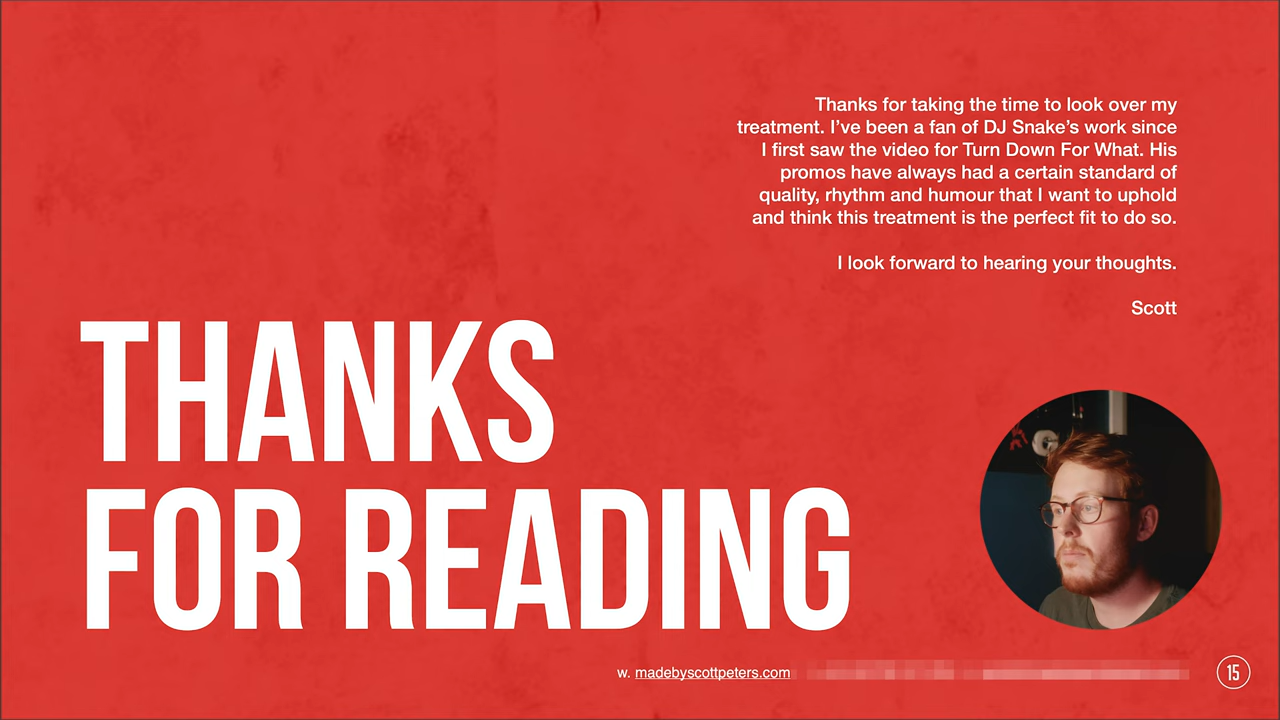 Thanks for taking the time to look over my
treatment. I’ve been a fan of DJ Snake’s work since
I first saw the video for Turn Down For What. His
promos have always had a certain standard of
quality, rhythm and humour that I want to uphold
and think this treatment is the perfect fit to do so.
I look forward to hearing your thoughts.
Scott
THANKS
FOR READING
w. madebyscottpeters.com
15